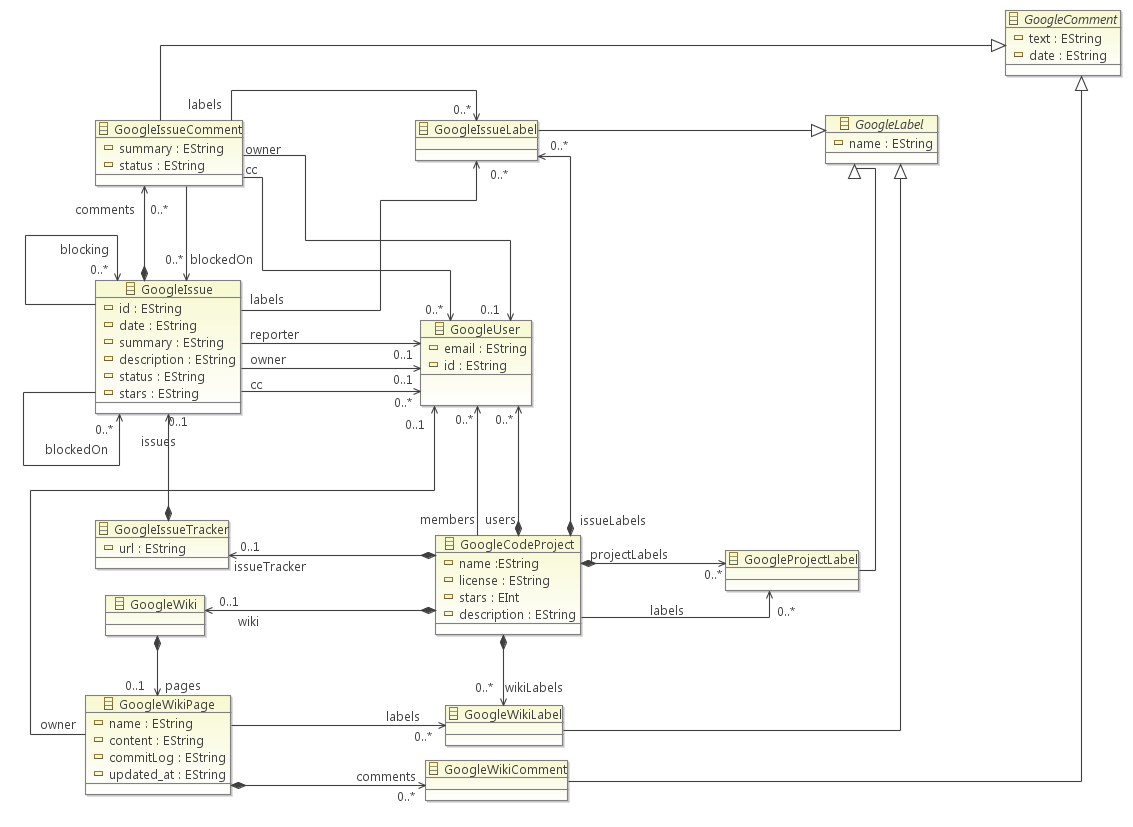 GoogleComment
text : EString
date : EString
labels
0..*
GoogleIssueComment
summary : EString
status : EString
GoogleIssueLabel
GoogleLabel
name : EString
owner
cc
0..*
0..*
comments
0..*
blocking
0..*
0..*
blockedOn
GoogleIssue
id : EString
date : EString
summary : EString
description : EString
status : EString
stars : EString
labels
0..*
0..1
reporter
0..1
owner
0..1
cc
0..*
GoogleUser
email : EString
id : EString
0..*
blockedOn
0..1
issues
0..1
0..*
0..*
members
users
issueLabels
GoogleIssueTracker
url : EString
0..1
issueTracker
GoogleCodeProject
name :EString
license : EString
stars : EInt
description : EString
projectLabels
0..*
GoogleProjectLabel
labels
0..*
GoogleWiki
0..1
wiki
0..1
pages
0..*
wikiLabels
GoogleWikiPage
name : EString
content : EString
commitLog : EString
updated_at : EString
owner
labels
0..*
GoogleWikiLabel
comments
0..*
GoogleWikiComment